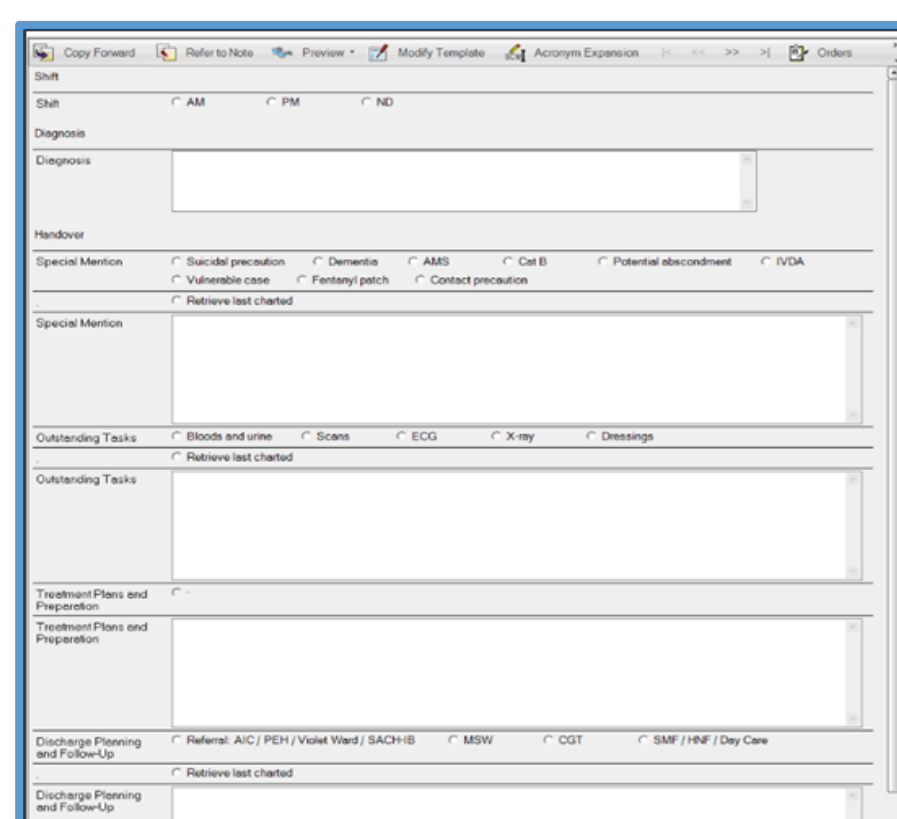 Copy Forward Refer to Note Preview Modify Template Acronym Expansion |< << >> >| Orders
Shift
Shift AM PM ND
Diagnosis
Diagnosis
Handover
Special Mention Suicidal precaution Dementia AMS Cat B Potential abscondment IVDA
Vulnerable case Fentanyl patch Contact precaution
. Retrieve last charted
Special Mention
Outstanding Tasks Bloods and urine Scans ECG X-ray Dressings
. Retrieve last charted
Outstanding Tasks
Treatment Plans and -
Preparation
Treatment Plans and
Preparation
Discharge Planning Referral: AIC / PEH / Violet Ward / SACH-IB MSW CGT SMF / HNF / Day Care
and Follow-Up
. Retrieve last charted
Discharge Planning
and Follow-Up